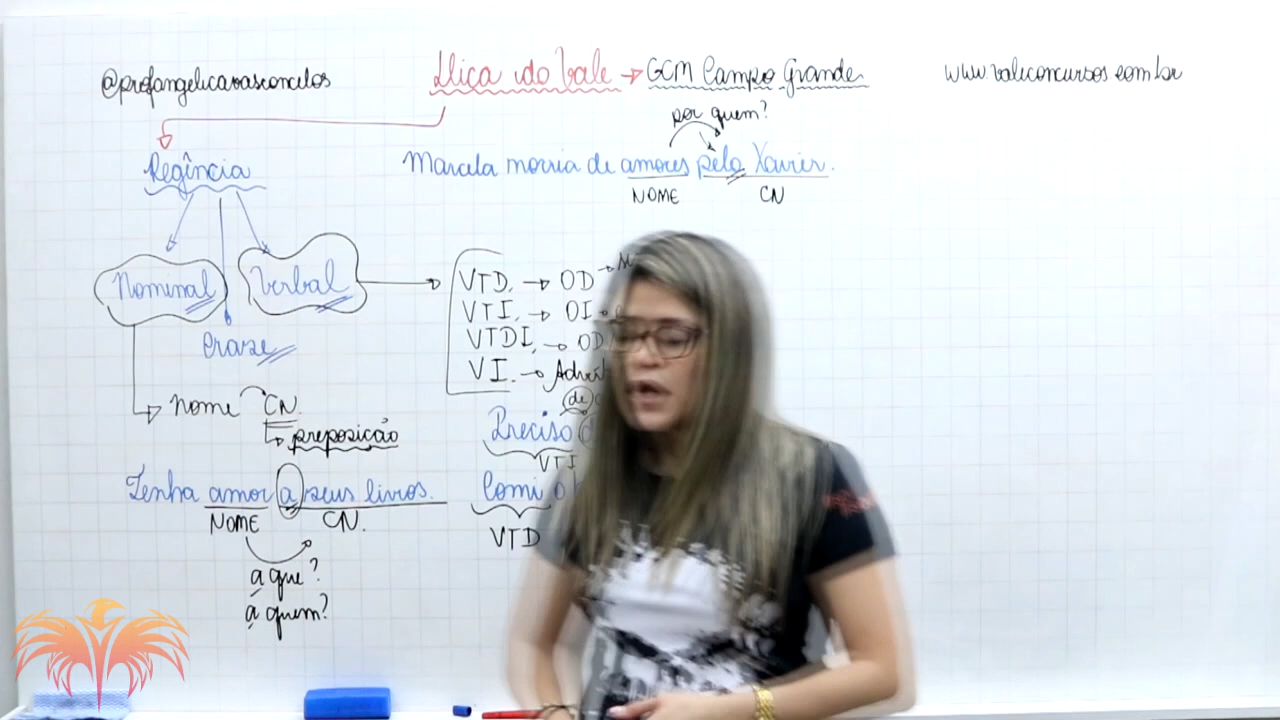 @profangelicavasconcelos
Dica do Vale → GCM Campo Grande
www.valeconcursos.com.br
por quem?
Regência
Marcela morria de amores pelo Xavier.
NOME CN
Nominal Verbal
Crase
VTD. → OD
VTI. → OI
VTDI. → OD
VI. →
nome CN.
preposição
(de)
Preciso
VTI
Tenha amor a seus livros.
NOME CN.
Comi o
VTD
a que?
a quem?